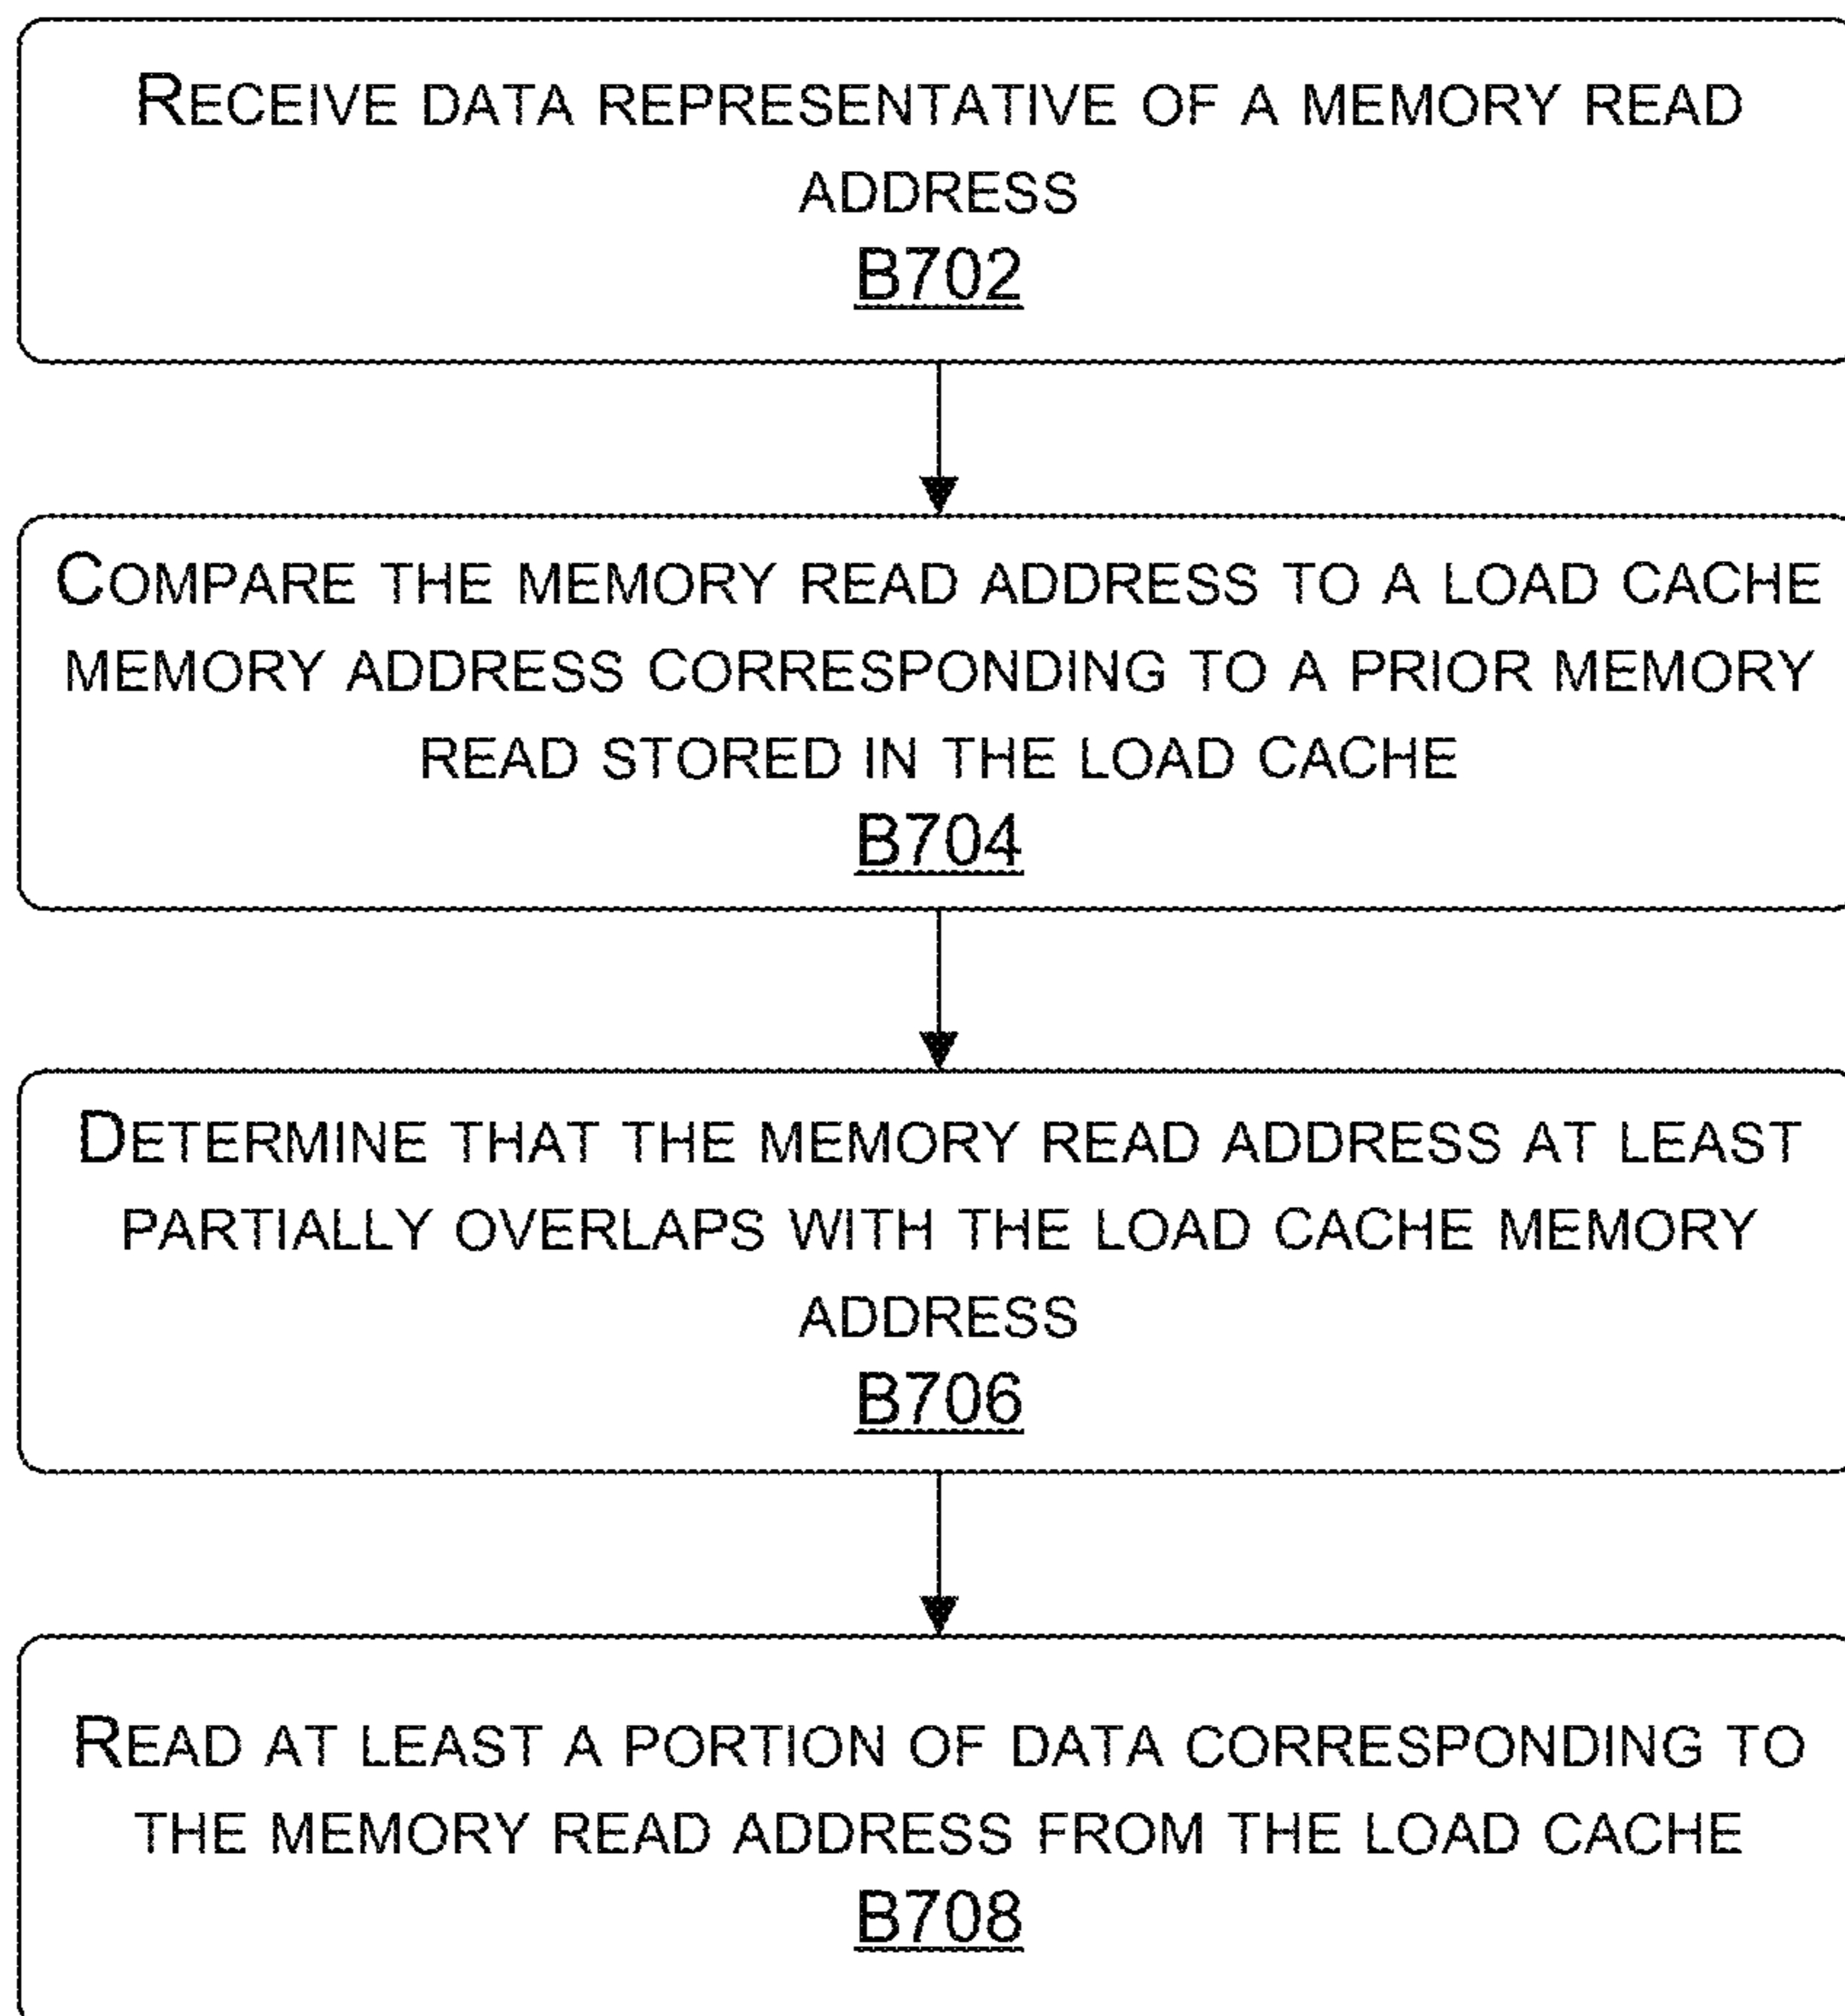 RECEIVE DATA REPRESENTATIVE OF A MEMORY READ
ADDRESS
B702
COMPARE THE MEMORY READ ADDRESS TO A LOAD CACHE
MEMORY ADDRESS CORRESPONDING TO A PRIOR MEMORY
READ STORED IN THE LOAD CACHE
B704
DETERMINE THAT THE MEMORY READ ADDRESS AT LEAST
PARTIALLY OVERLAPS WITH THE LOAD CACHE MEMORY
ADDRESS
B706
READ AT LEAST A PORTION OF DATA CORRESPONDING TO
THE MEMORY READ ADDRESS FROM THE LOAD CACHE
B708